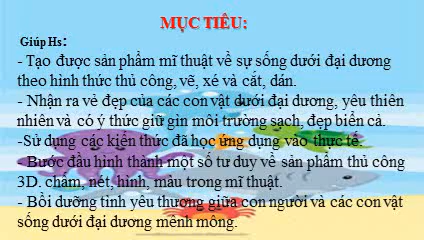 MỤC TIÊU:
Giúp Hs:
- Tạo được sản phẩm mĩ thuật về sự sống dưới đại dương
theo hình thức thủ công, vẽ, xé và cắt, dán.
- Nhận ra vẻ đẹp của các con vật dưới đại dương, yêu thiên
nhiên và có ý thức giữ gìn môi trường sạch, đẹp biển cả.
-Sử dụng các kiến thức đã học ứng dụng vào thực tế.
- Bước đầu hình thành một số tư duy về sản phẩm thủ công
3D. chấm, nét, hình, màu trong mĩ thuật.
- Bồi dưỡng tình yêu thương giữa con người và các con vật
sống dưới đại dương mênh mông.